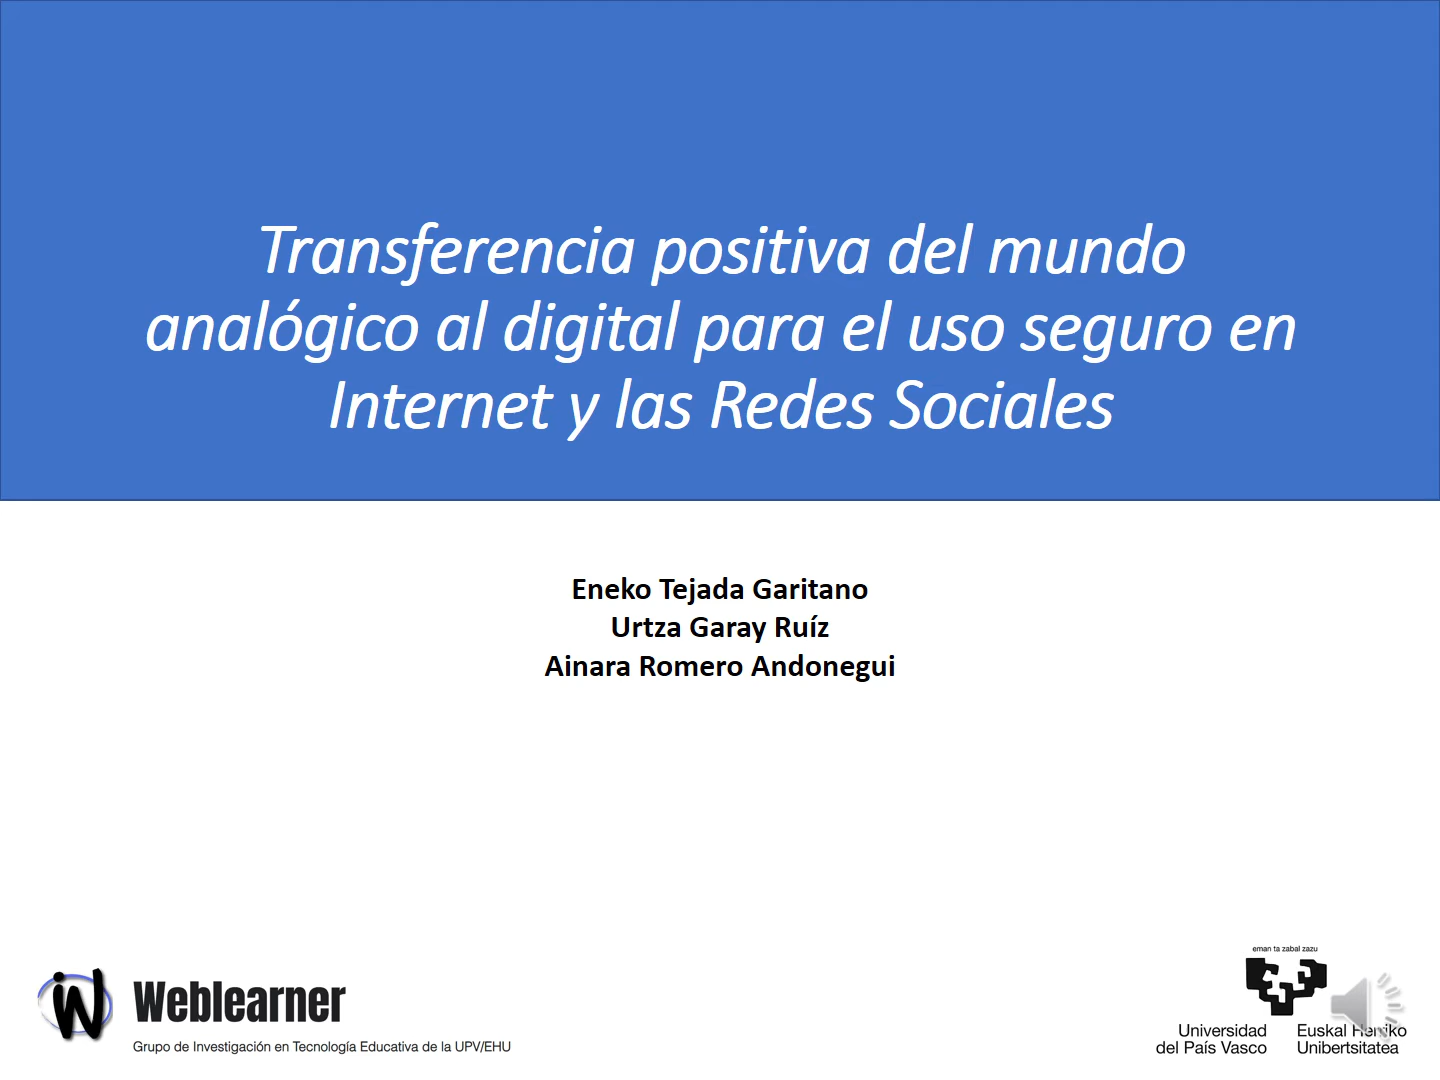 Transferencia positiva del mundo
analógico al digital para el uso seguro en
Internet y las Redes Sociales
Eneko Tejada Garitano
Urtza Garay Ruíz
Ainara Romero Andonegui
Weblearner
Grupo de Investigación en Tecnología Educativa de la UPV/EHU
eman ta zabal zazu
Universidad
del País Vasco
Euskal Herriko
Unibertsitatea